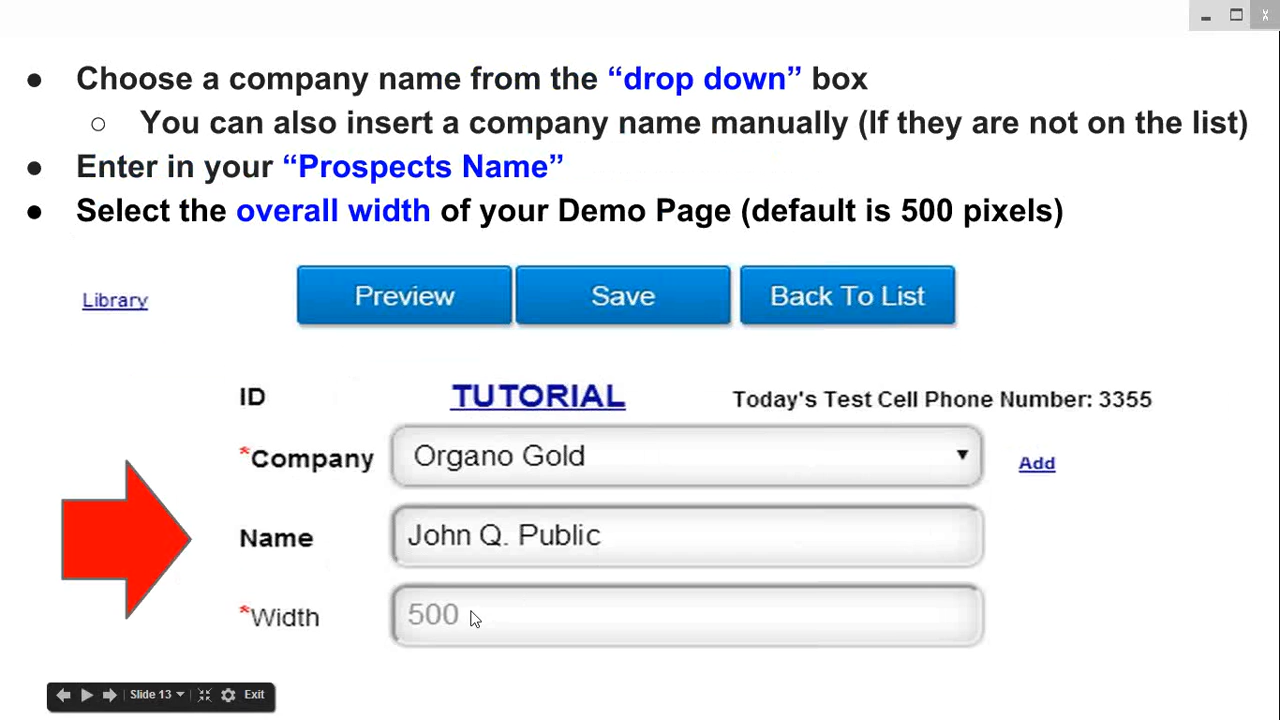 ● Choose a company name from the “drop down” box
○ You can also insert a company name manually (If they are not on the list)
● Enter in your “Prospects Name”
● Select the overall width of your Demo Page (default is 500 pixels)
Library Preview Save Back To List
ID TUTORIAL Today's Test Cell Phone Number: 3355
*Company Organo Gold Add
Name John Q. Public
*Width 500
Slide 13 Exit